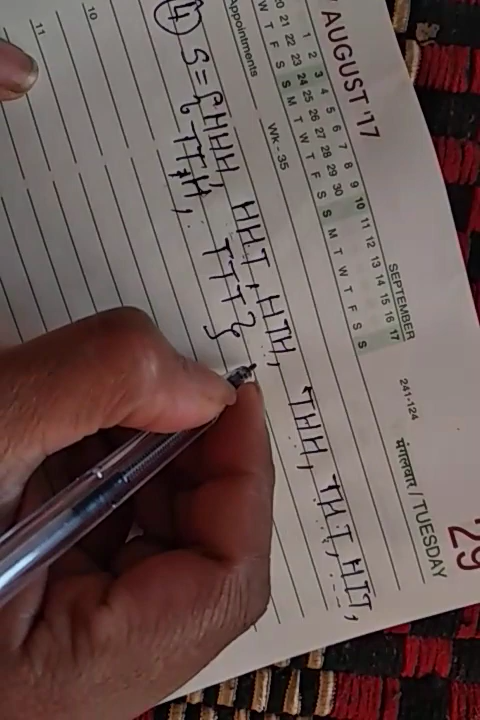 AUGUST '17
SEPTEMBER
241-124
मंगलवार / TUESDAY
29
1 2 3 4 5 6 7 8 9 10 11 12 13 14 15 16 17
21 22 23 24 25 26 27 28 29 30
W T F S S M T W T F S S M T W T F S S
Appointments
Wk - 35
④ S = { HHH, HHT, HTH, THH, THT, HTT,
TTH, TTT }
10
11